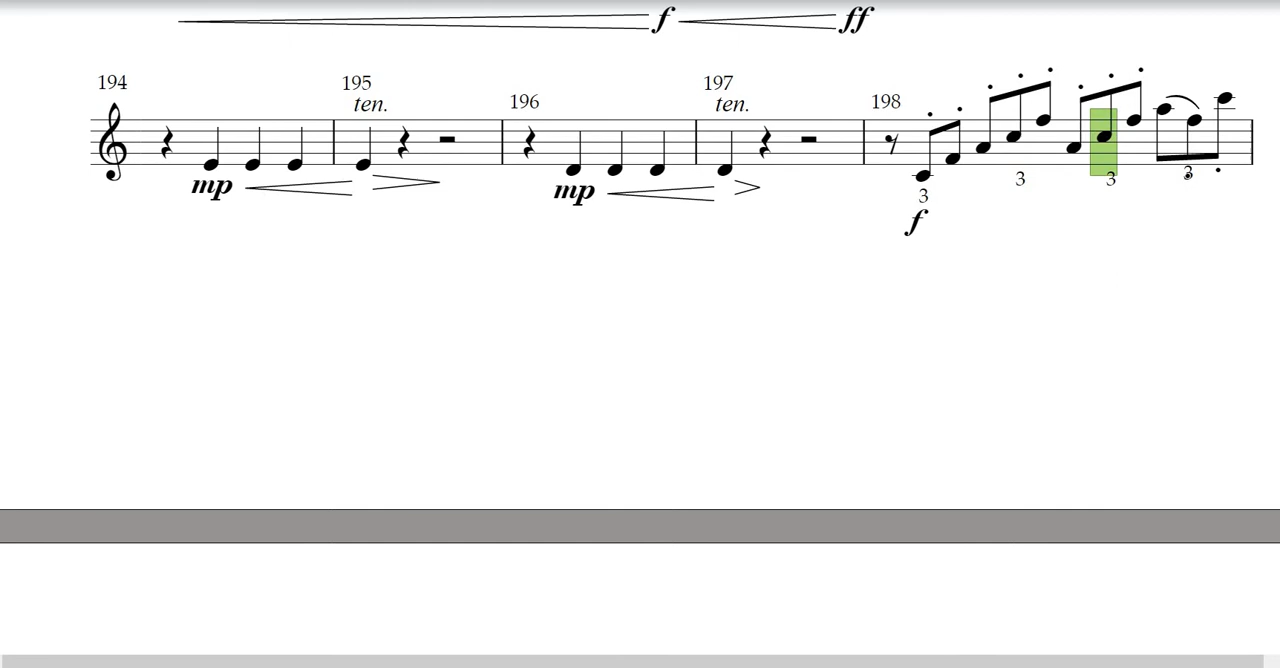 f ff
194 195 196 197 198
ten. ten.
mp mp 3 3 3 3
f